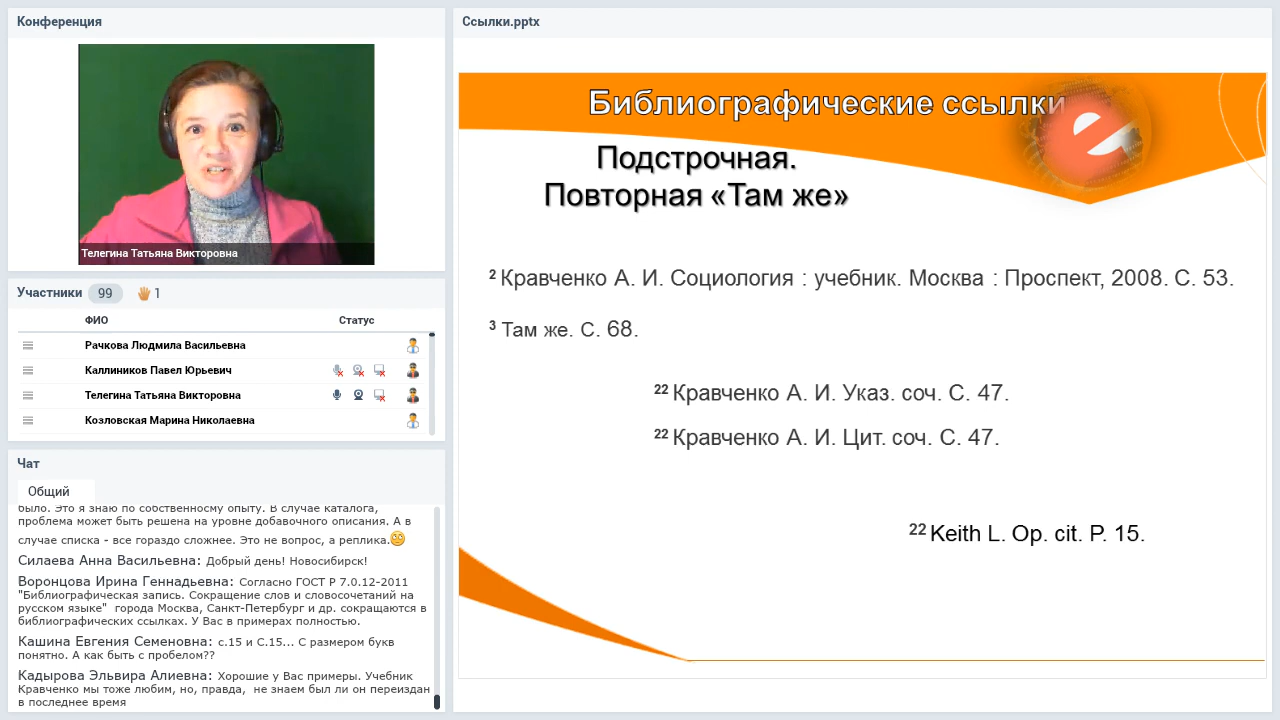 Конференция
Телегина Татьяна Викторовна
Участники 99 1
ФИО Статус
Рачкова Людмила Васильевна
Каллиников Павел Юрьевич
Телегина Татьяна Викторовна
Козловская Марина Николаевна
Чат
Общий
было. Это я знаю по собственсму опыту. В случае каталога,
проблема может быть решена на уровне добавочного описания. А в
случае списка - все гораздо сложнее. Это не вопрос, а реплика.
Силаева Анна Васильевна: Добрый день! Новосибирск!
Воронцова Ирина Геннадьевна: Согласно ГОСТ Р 7.0.12-2011
"Библиографическая запись. Сокращение слов и словосочетаний на
русском языке" города Москва, Санкт-Петербург и др. сокращаются в
библиографических ссылках. У Вас в примерах полностью.
Кашина Евгения Семеновна: с.15 и С.15... С размером букв
понятно. А как быть с пробелом??
Кадырова Эльвира Алиевна: Хорошие у Вас примеры. Учебник
Кравченко мы тоже любим, но, правда, не знаем был ли он переиздан
в последнее время
Ссылки.pptx
Библиографические ссылки
Подстрочная.
Повторная «Там же»
2 Кравченко А. И. Социология : учебник. Москва : Проспект, 2008. С. 53.
3 Там же. С. 68.
22 Кравченко А. И. Указ. соч. С. 47.
22 Кравченко А. И. Цит. соч. С. 47.
22 Keith L. Op. cit. P. 15.